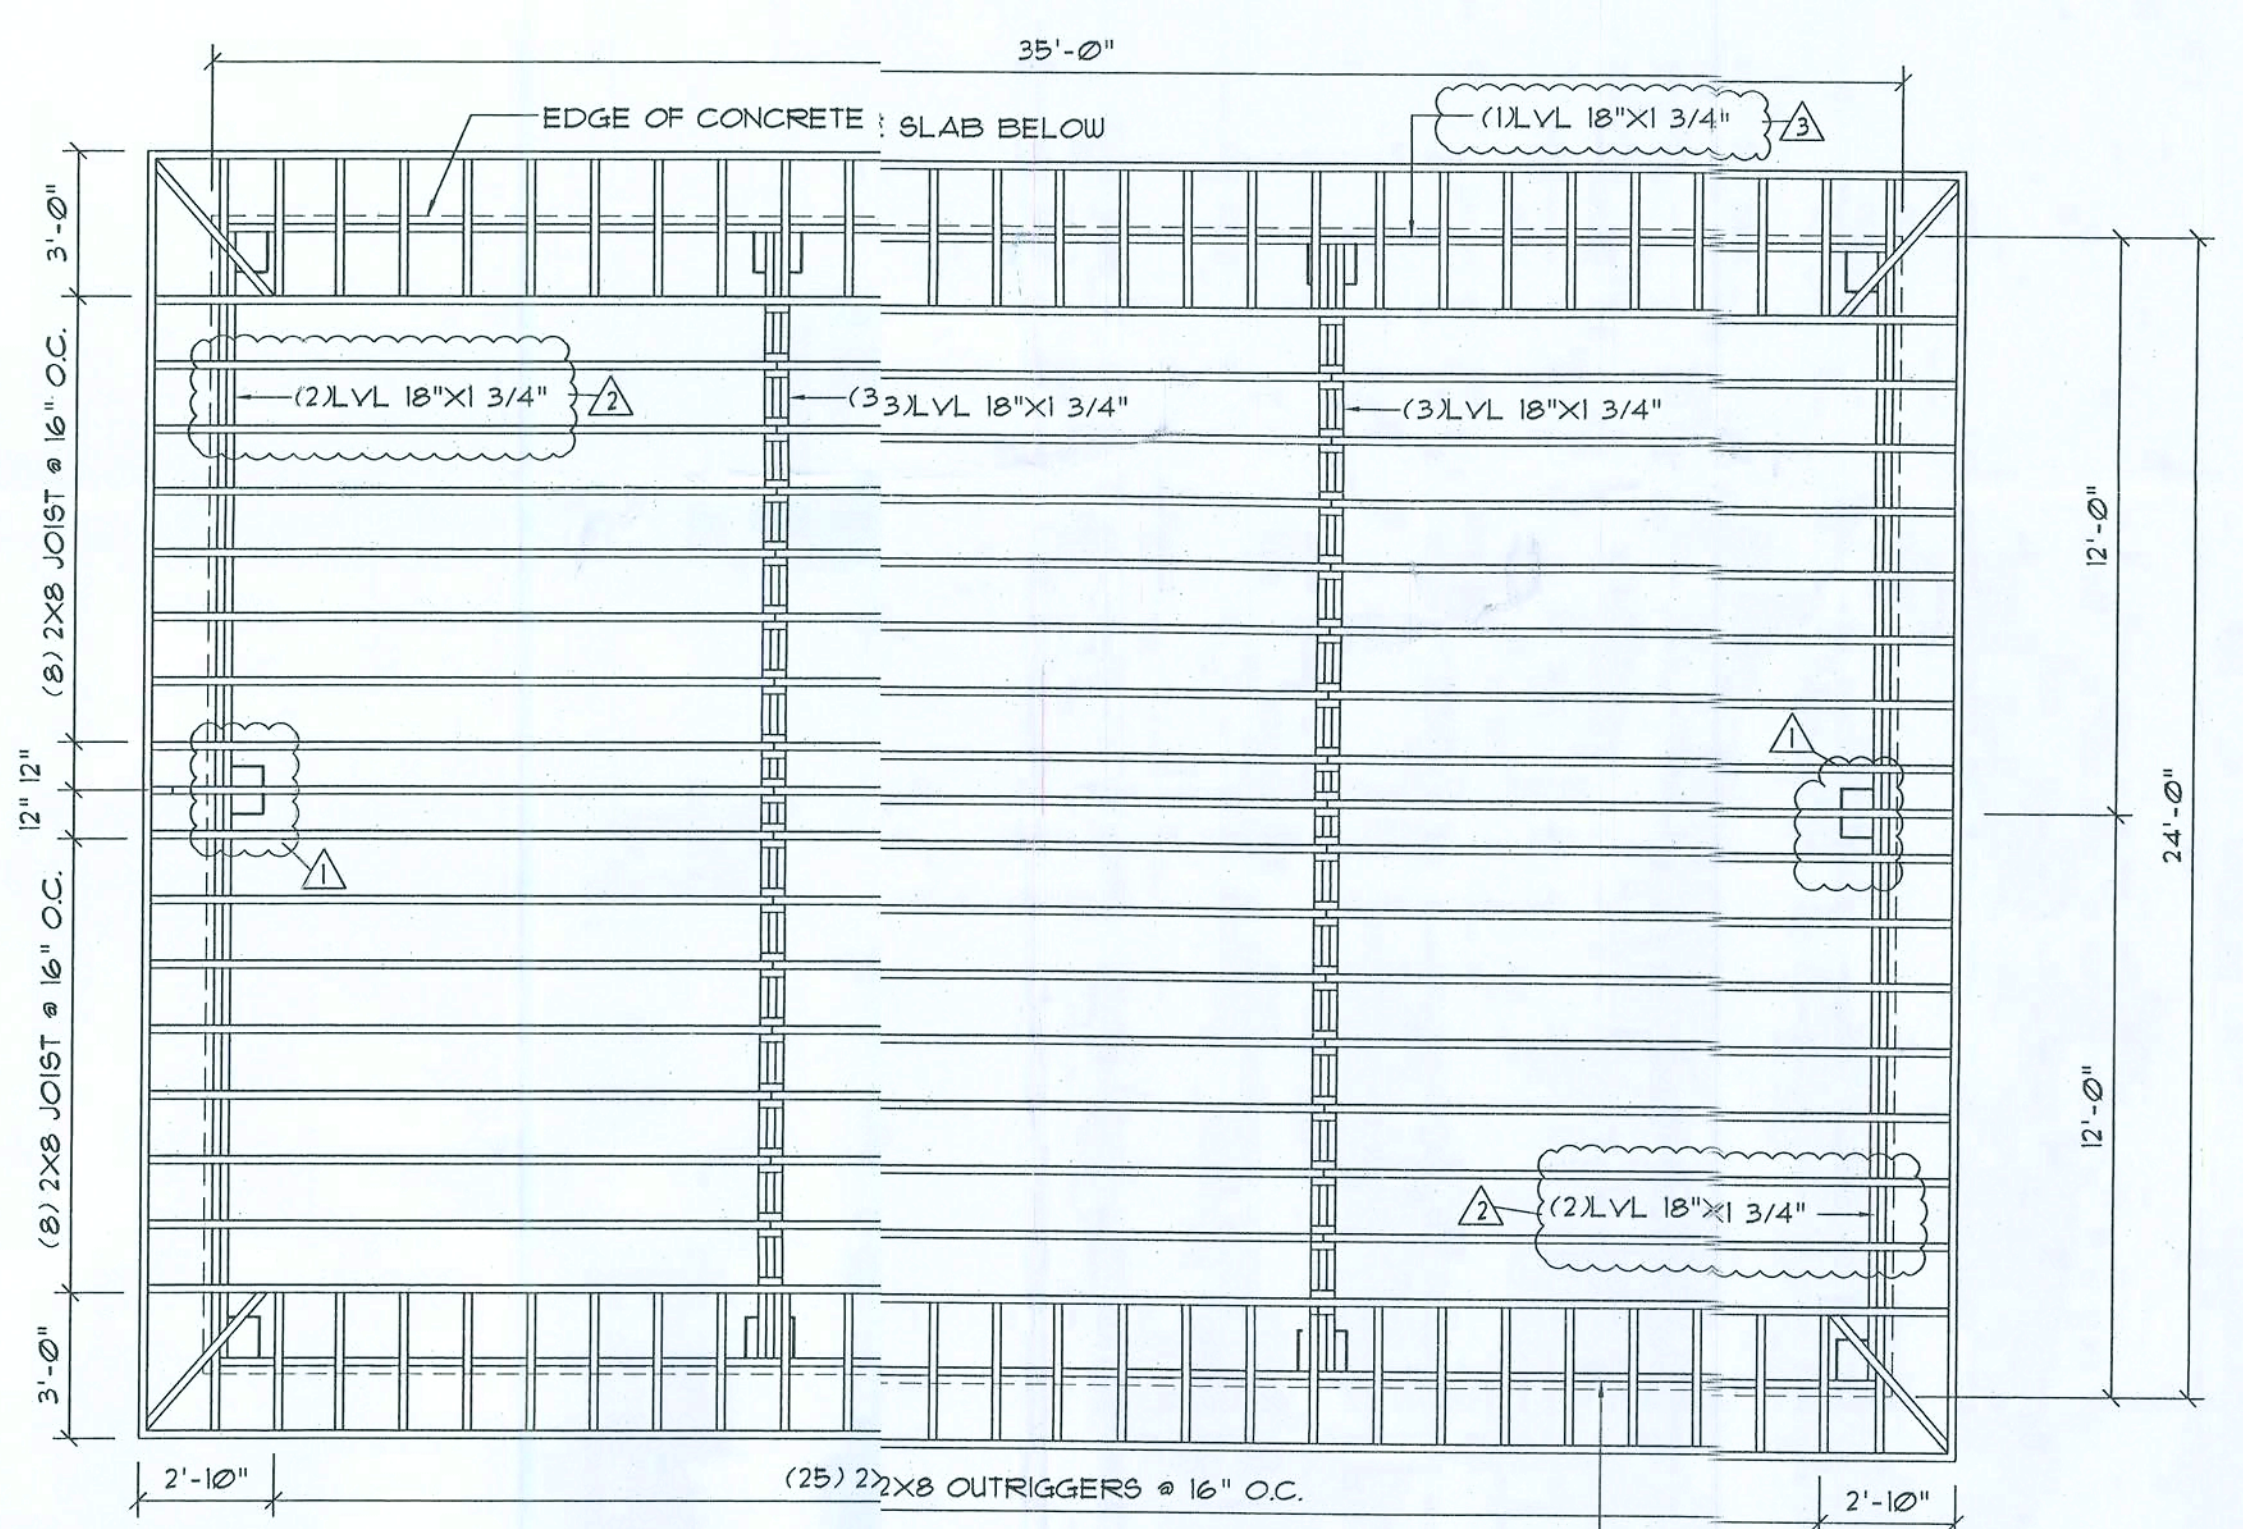 35'-0"
EDGE OF CONCRETE : SLAB BELOW
(1)LVL 18"X1 3/4"
3
3'-0"
(8) 2X8 JOIST @ 16" O.C.
(2)LVL 18"X1 3/4"
2
(3 3)LVL 18"X1 3/4"
(3)LVL 18"X1 3/4"
12'-0"
24'-0"
1
12" 12"
1
(8) 2X8 JOIST @ 16" O.C.
12'-0"
2
(2)LVL 18"X1 3/4"
3'-0"
2'-10"
(25) 2X 2X8 OUTRIGGERS @ 16" O.C.
2'-10"